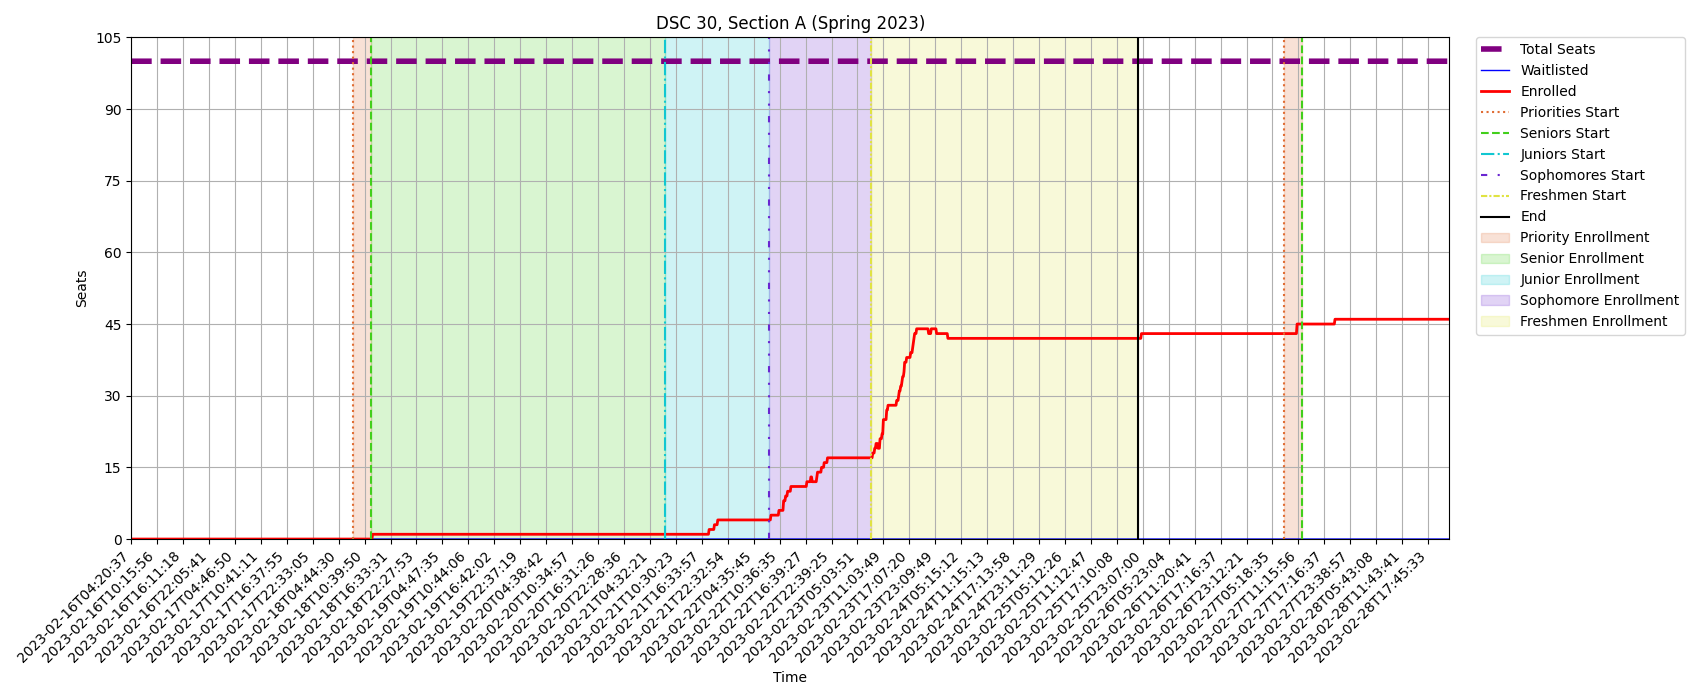 DSC 30, Section A (Spring 2023)
105
90
75
60
45
30
15
0
Seats
2023-02-16T04:20:37
2023-02-16T10:15:56
2023-02-16T16:11:18
2023-02-16T22:05:41
2023-02-17T04:46:50
2023-02-17T10:41:11
2023-02-17T16:37:55
2023-02-17T22:33:05
2023-02-18T04:44:30
2023-02-18T10:39:50
2023-02-18T16:33:31
2023-02-18T22:27:53
2023-02-19T04:47:35
2023-02-19T10:44:06
2023-02-19T16:42:02
2023-02-19T22:37:19
2023-02-20T04:38:42
2023-02-20T10:34:57
2023-02-20T16:31:26
2023-02-20T22:28:36
2023-02-21T04:32:21
2023-02-21T10:30:23
2023-02-21T16:33:57
2023-02-21T22:32:54
2023-02-22T04:35:45
2023-02-22T10:36:35
2023-02-22T16:39:27
2023-02-22T22:39:25
2023-02-23T05:03:51
2023-02-23T11:03:49
2023-02-23T17:07:20
2023-02-23T23:09:49
2023-02-24T05:15:12
2023-02-24T11:15:13
2023-02-24T17:13:58
2023-02-24T23:11:29
2023-02-25T05:12:26
2023-02-25T11:12:47
2023-02-25T17:10:08
2023-02-25T23:07:00
2023-02-26T05:23:04
2023-02-26T11:20:41
2023-02-26T17:16:37
2023-02-26T23:12:21
2023-02-27T05:18:35
2023-02-27T11:15:56
2023-02-27T17:16:37
2023-02-27T23:38:57
2023-02-28T05:43:08
2023-02-28T11:43:41
2023-02-28T17:45:33
Time
Total Seats
Waitlisted
Enrolled
Priorities Start
Seniors Start
Juniors Start
Sophomores Start
Freshmen Start
End
Priority Enrollment
Senior Enrollment
Junior Enrollment
Sophomore Enrollment
Freshmen Enrollment